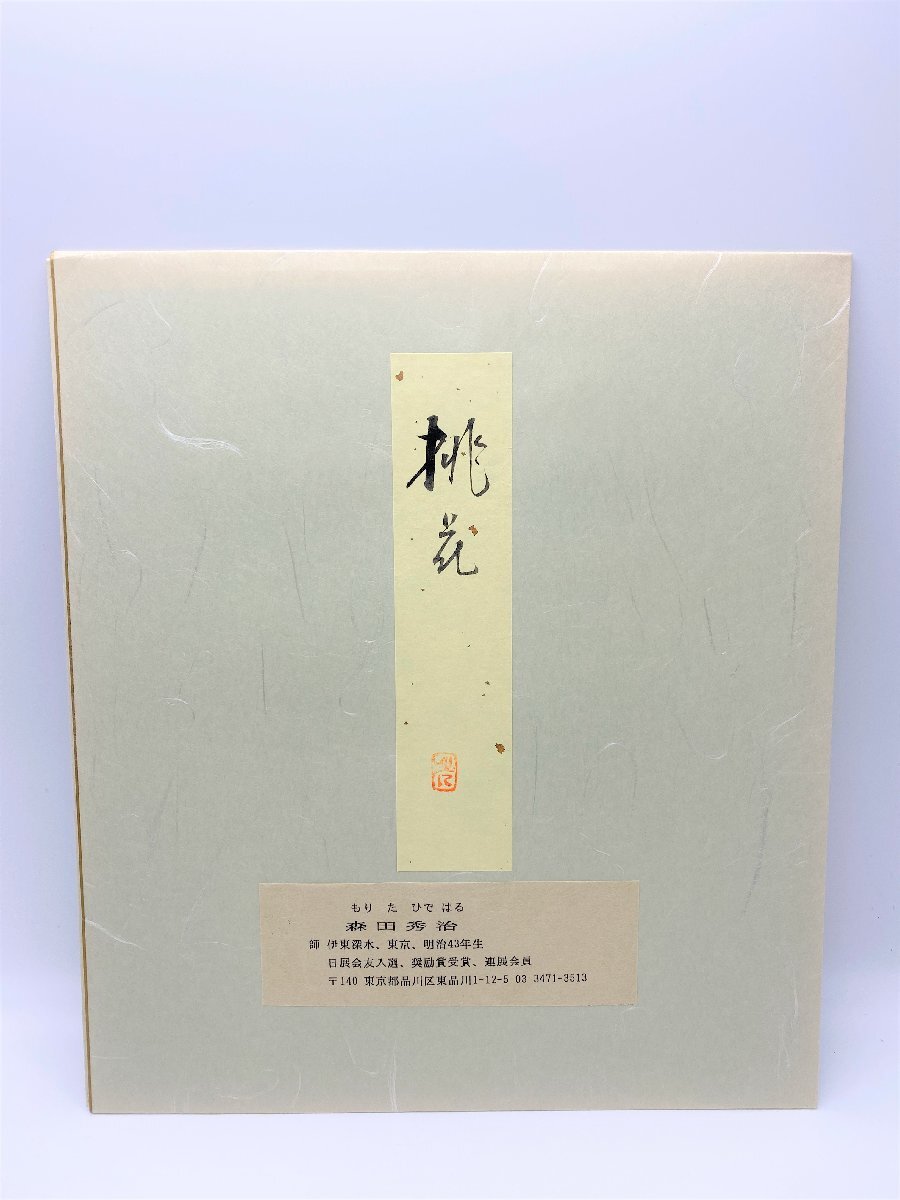 桃花
もり た ひで はる
森田秀治
師 伊東深水、東京、明治43年生
日展会友入選、奨励賞受賞、連展会員
〒140 東京都品川区東品川1-12-5 03 3471-3513